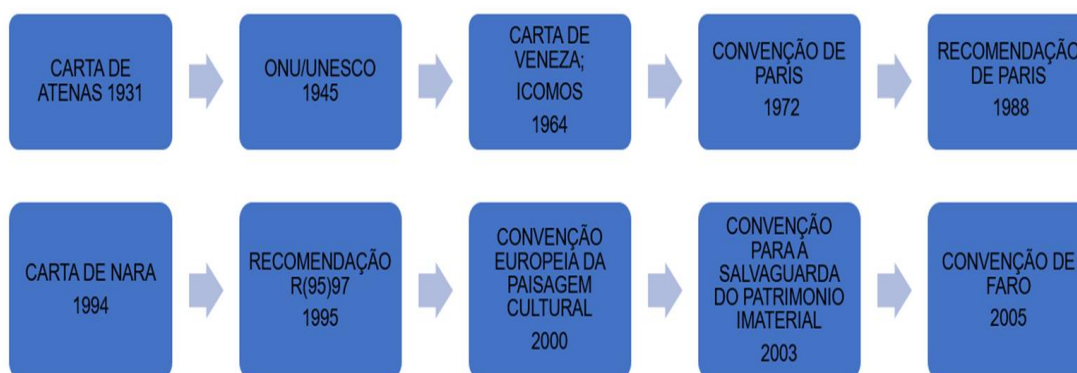 CARTA DE
ATENAS 1931
ONU/UNESCO
1945
CARTA DE
VENEZA;
ICOMOS
1964
CONVENÇÃO DE
PARIS
1972
RECOMENDAÇÃO
DE PARIS
1988
CARTA DE NARA
1994
RECOMENDAÇÃO
R(95)97
1995
CONVENÇÃO
EUROPEIA DA
PAISAGEM
CULTURAL
2000
CONVENÇÃO
PARA A
SALVAGUARDA
DO PATRIMONIO
IMATERIAL
2003
CONVENÇÃO DE
FARO
2005